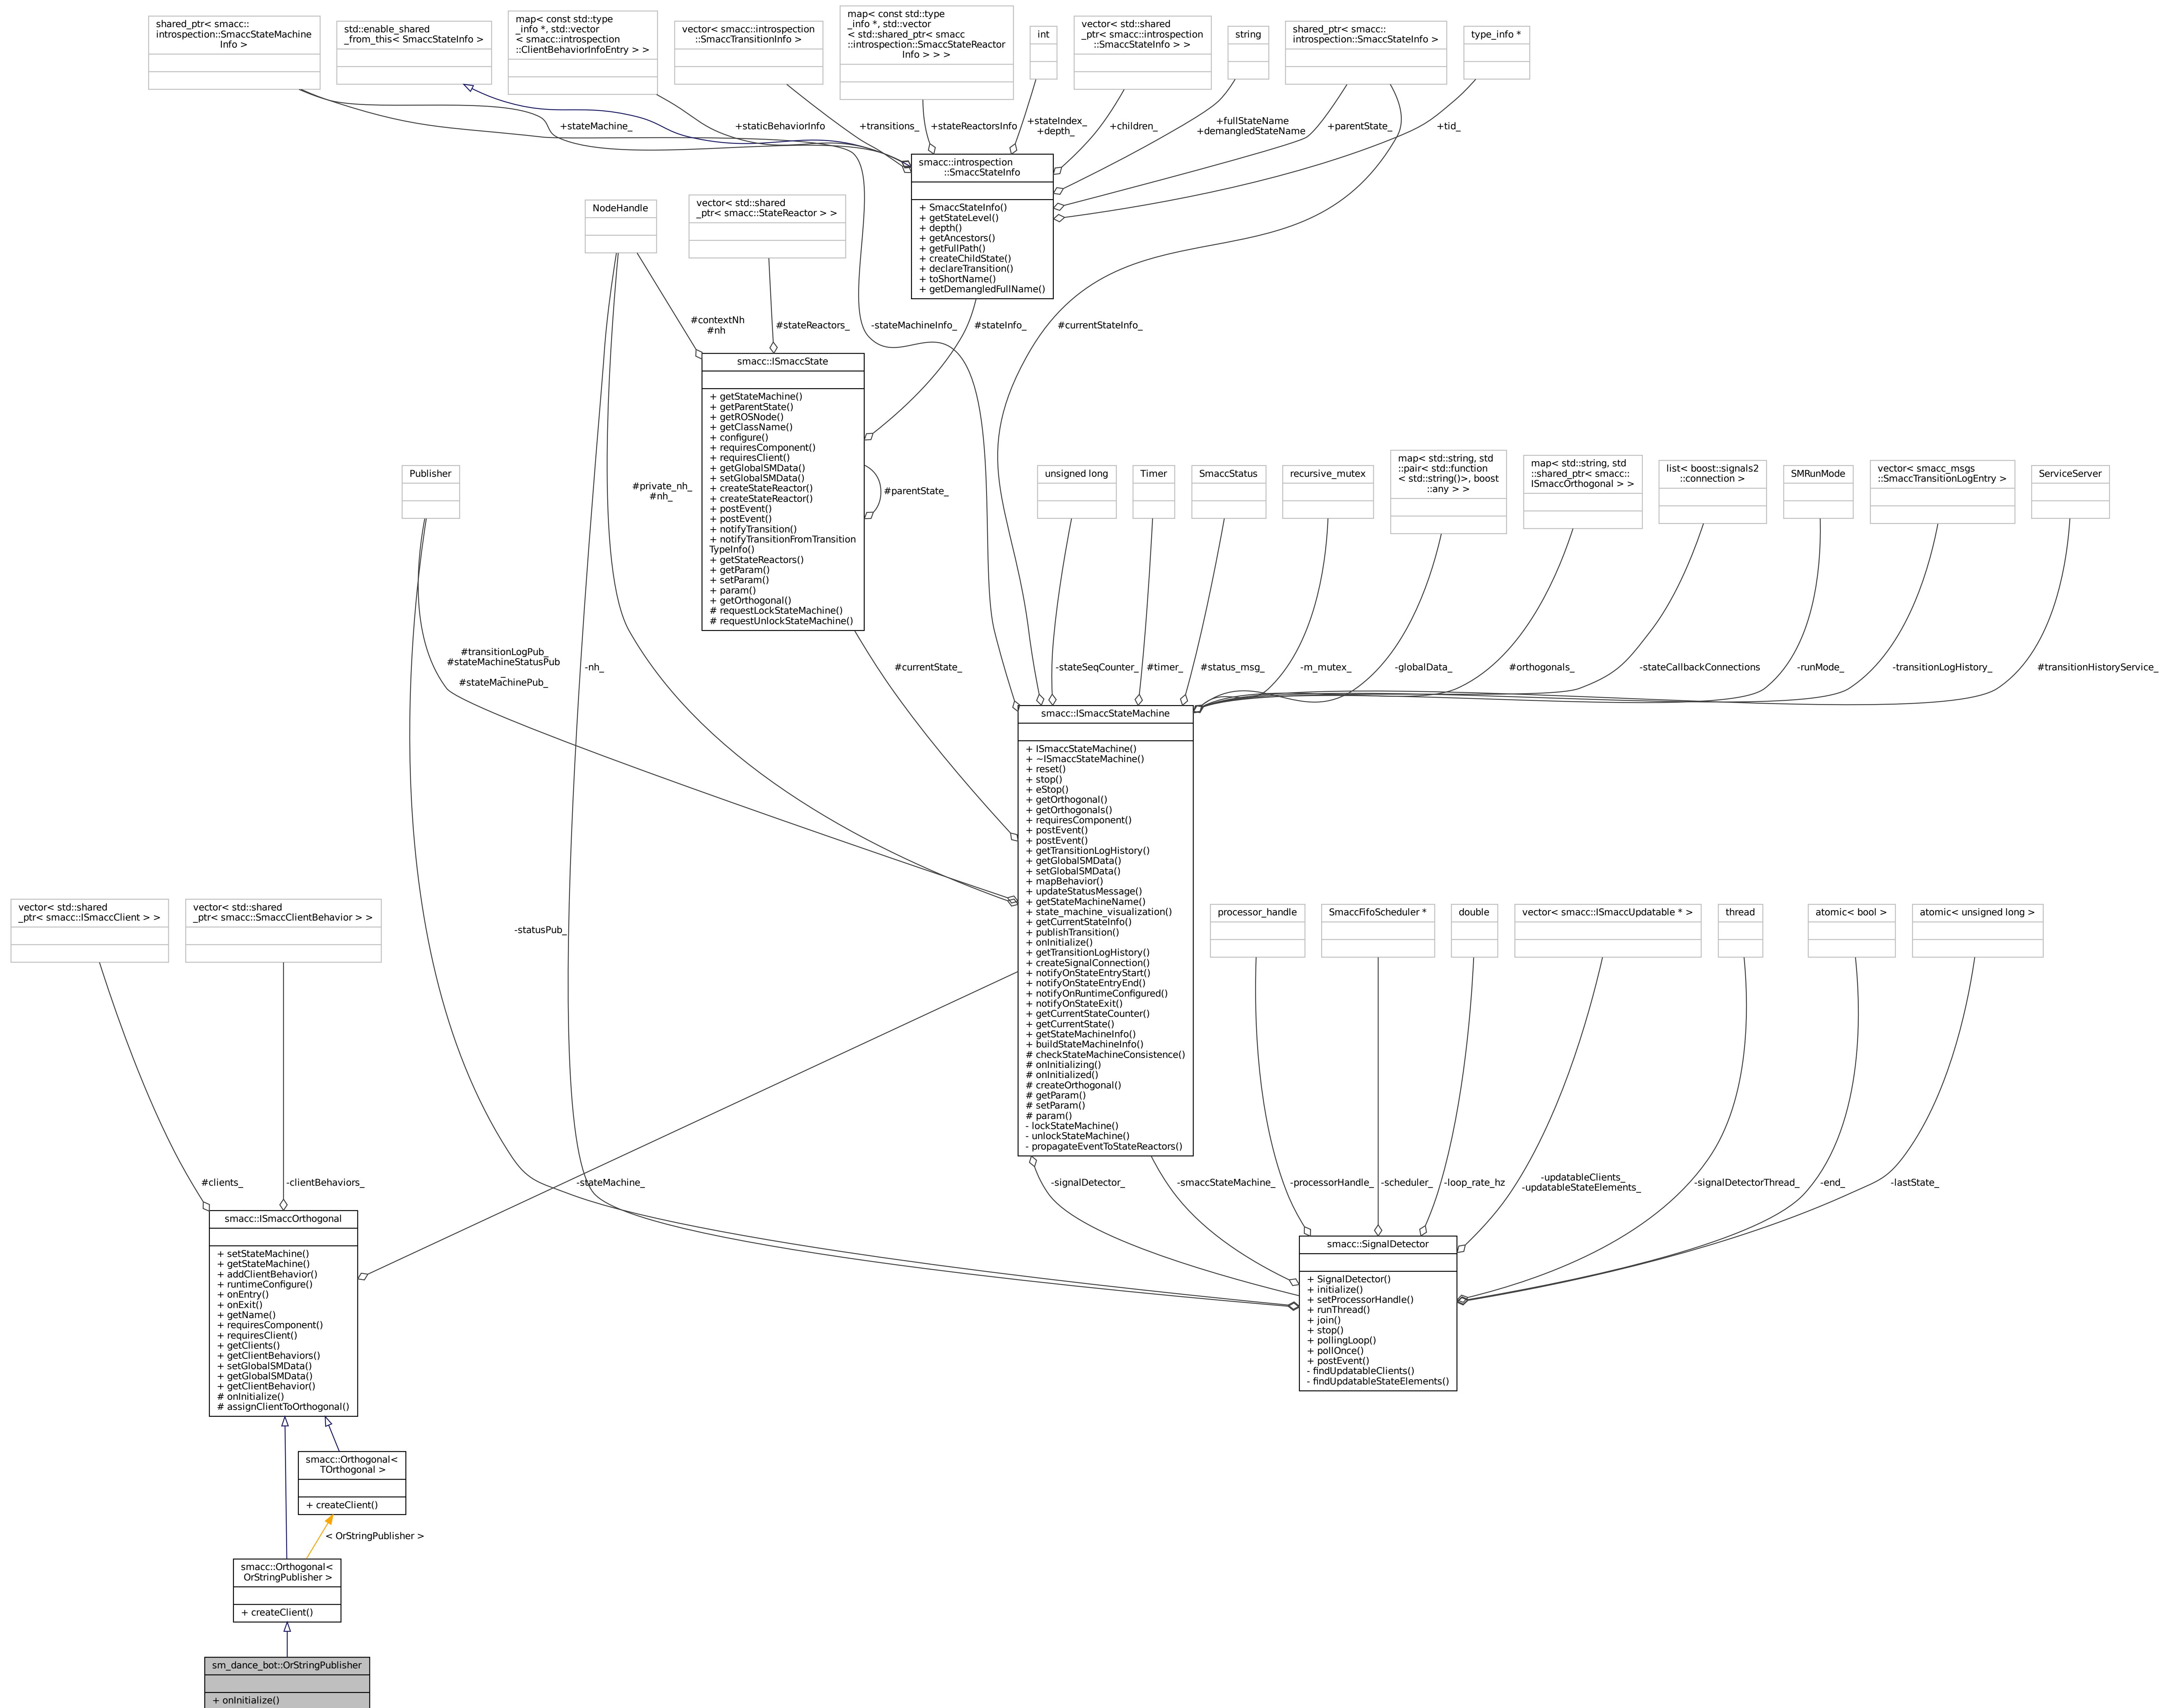 shared_ptr< smacc::
introspection::SmaccStateMachine
Info >
std::enable_shared
_from_this< SmaccStateInfo >
map< const std::type
_info *, std::vector
< smacc::introspection
::ClientBehaviorInfoEntry > >
vector< smacc::introspection
::SmaccTransitionInfo >
map< const std::type
_info *, std::vector
< std::shared_ptr< smacc
::introspection::SmaccStateReactor
Info > > >
int
vector< std::shared
_ptr< smacc::introspection
::SmaccStateInfo > >
string
shared_ptr< smacc::
introspection::SmaccStateInfo >
type_info *
+stateMachine_
+staticBehaviorInfo
+transitions_
+stateReactorsInfo
+stateIndex_
+depth_
+children_
+fullStateName
+demangledStateName
+parentState_
+tid_
smacc::introspection
::SmaccStateInfo
+ SmaccStateInfo()
+ getStateLevel()
+ depth()
+ getAncestors()
+ getFullPath()
+ createChildState()
+ declareTransition()
+ toShortName()
+ getDemangledFullName()
NodeHandle
vector< std::shared
_ptr< smacc::StateReactor > >
#contextNh
#nh
#stateReactors_
-stateMachineInfo_
#stateInfo_
#currentStateInfo_
smacc::ISmaccState
+ getStateMachine()
+ getParentState()
+ getROSNode()
+ getClassName()
+ configure()
+ requiresComponent()
+ requiresClient()
+ getGlobalSMData()
+ setGlobalSMData()
+ createStateReactor()
+ createStateReactor()
+ postEvent()
+ postEvent()
+ notifyTransition()
+ notifyTransitionFromTransition
TypeInfo()
+ getStateReactors()
+ getParam()
+ setParam()
+ param()
+ getOrthogonal()
# requestLockStateMachine()
# requestUnlockStateMachine()
#parentState_
Publisher
#private_nh_
#nh_
unsigned long
Timer
SmaccStatus
recursive_mutex
map< std::string, std
::pair< std::function
< std::string()>, boost
::any > >
map< std::string, std
::shared_ptr< smacc::
ISmaccOrthogonal > >
list< boost::signals2
::connection >
SMRunMode
vector< smacc_msgs
::SmaccTransitionLogEntry >
ServiceServer
#transitionLogPub_
#stateMachineStatusPub
_
#stateMachinePub_
-nh_
#currentState_
-stateSeqCounter_
#timer_
#status_msg_
-m_mutex_
-globalData_
#orthogonals_
-stateCallbackConnections
-runMode_
-transitionLogHistory_
#transitionHistoryService_
smacc::ISmaccStateMachine
+ ISmaccStateMachine()
+ ~ISmaccStateMachine()
+ reset()
+ stop()
+ eStop()
+ getOrthogonal()
+ getOrthogonals()
+ requiresComponent()
+ postEvent()
+ postEvent()
+ getTransitionLogHistory()
+ getGlobalSMData()
+ setGlobalSMData()
+ mapBehavior()
+ updateStatusMessage()
+ getStateMachineName()
+ state_machine_visualization()
+ getCurrentStateInfo()
+ publishTransition()
+ onInitialize()
+ getTransitionLogHistory()
+ createSignalConnection()
+ notifyOnStateEntryStart()
+ notifyOnStateEntryEnd()
+ notifyOnRuntimeConfigured()
+ notifyOnStateExit()
+ getCurrentStateCounter()
+ getCurrentState()
+ getStateMachineInfo()
+ buildStateMachineInfo()
# checkStateMachineConsistence()
# onInitializing()
# onInitialized()
# createOrthogonal()
# getParam()
# setParam()
# param()
- lockStateMachine()
- unlockStateMachine()
- propagateEventToStateReactors()
vector< std::shared
_ptr< smacc::ISmaccClient > >
vector< std::shared
_ptr< smacc::SmaccClientBehavior > >
-statusPub_
processor_handle
SmaccFifoScheduler *
double
vector< smacc::ISmaccUpdatable * >
thread
atomic< bool >
atomic< unsigned long >
#clients_
-clientBehaviors_
-stateMachine_
-signalDetector_
-smaccStateMachine_
-processorHandle_
-scheduler_
-loop_rate_hz
-updatableClients_
-updatableStateElements_
-signalDetectorThread_
-end_
-lastState_
smacc::ISmaccOrthogonal
+ setStateMachine()
+ getStateMachine()
+ addClientBehavior()
+ runtimeConfigure()
+ onEntry()
+ onExit()
+ getName()
+ requiresComponent()
+ requiresClient()
+ getClients()
+ getClientBehaviors()
+ setGlobalSMData()
+ getGlobalSMData()
+ getClientBehavior()
# onInitialize()
# assignClientToOrthogonal()
smacc::SignalDetector
+ SignalDetector()
+ initialize()
+ setProcessorHandle()
+ runThread()
+ join()
+ stop()
+ pollingLoop()
+ pollOnce()
+ postEvent()
- findUpdatableClients()
- findUpdatableStateElements()
smacc::Orthogonal<
TOrthogonal >
+ createClient()
< OrStringPublisher >
smacc::Orthogonal<
OrStringPublisher >
+ createClient()
sm_dance_bot::OrStringPublisher
+ onInitialize()